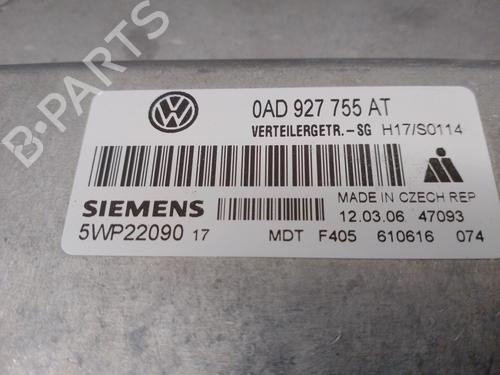 0AD 927 755 AT
VERTEILERGETR.-SG H17/S0114
MADE IN CZECH REP
SIEMENS 12.03.06 47093
5WP22090 17 MDT F405 610616 074
B-PARTS